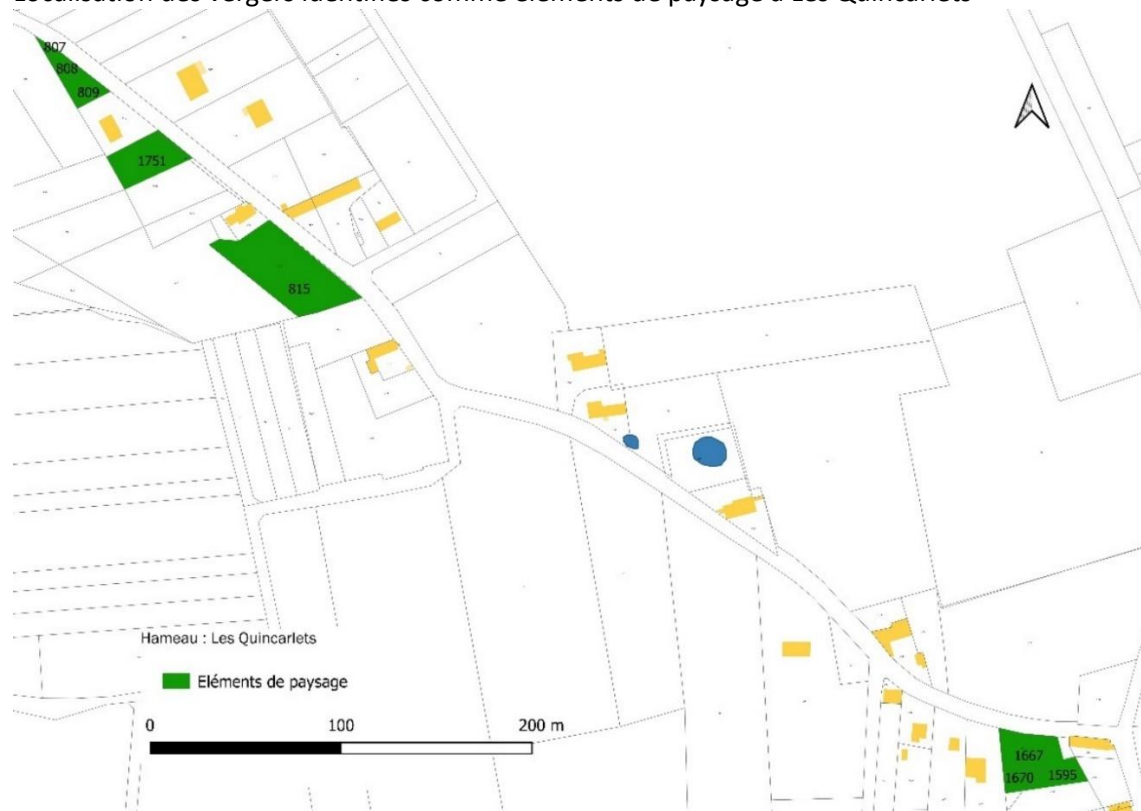 Localisation des vergers identifiés comme éléments de paysage à Les Quincarlets
807
808
809
1751
815
Hameau : Les Quincarlets
Eléments de paysage
0 100 200 m
1667
1670 1595